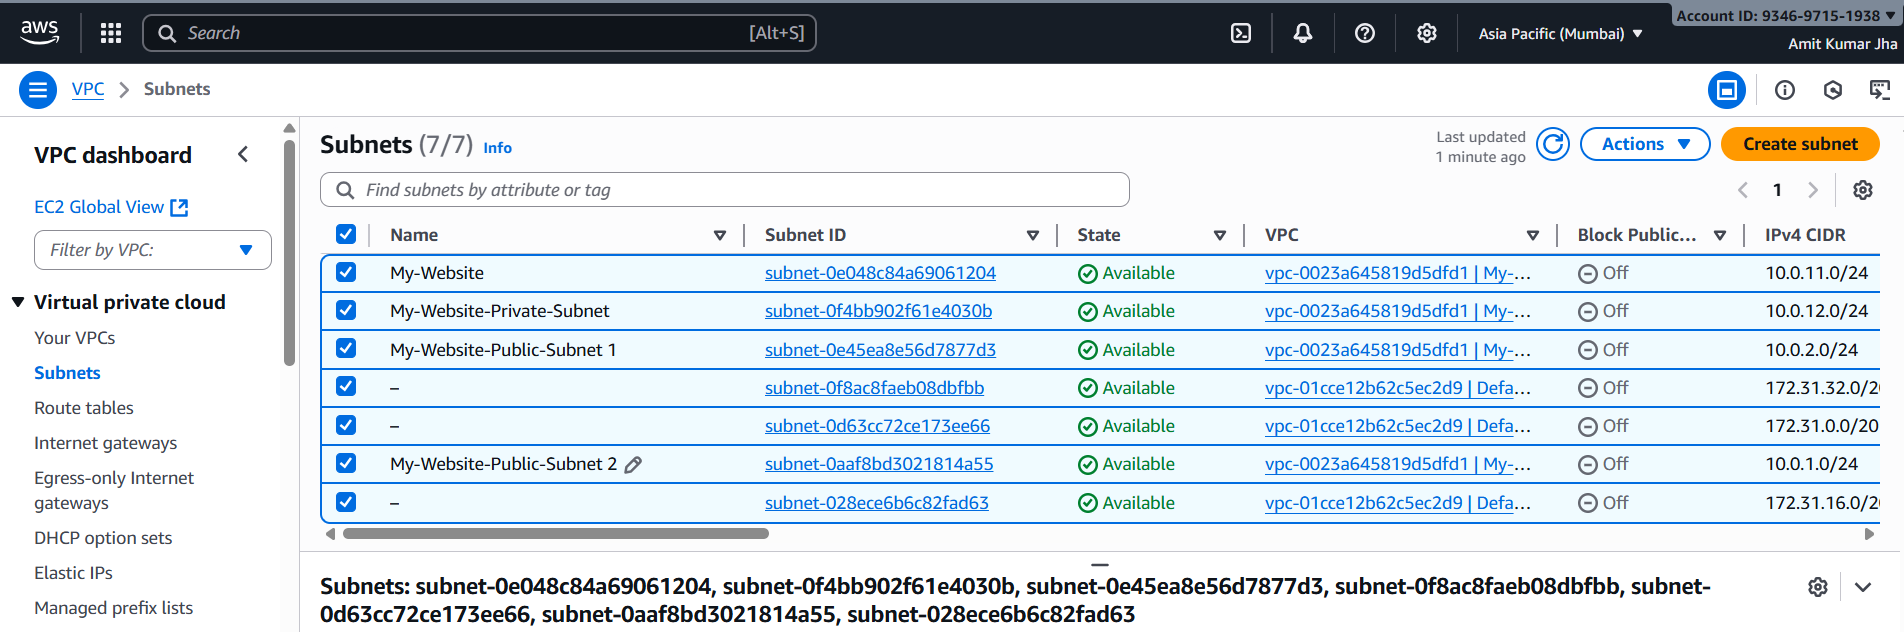 aws
Search [Alt+S]
Asia Pacific (Mumbai) ▼
Account ID: 9346-9715-1938 ▼
Amit Kumar Jha
VPC > Subnets
VPC dashboard
EC2 Global View
Filter by VPC:
Virtual private cloud
Your VPCs
Subnets
Route tables
Internet gateways
Egress-only Internet
gateways
DHCP option sets
Elastic IPs
Managed prefix lists
Subnets (7/7) Info
Last updated
1 minute ago
Actions ▼
Create subnet
Find subnets by attribute or tag
1
Name Subnet ID State VPC Block Public... IPv4 CIDR
My-Website subnet-0e048c84a69061204 Available vpc-0023a645819d5dfd1 | My-... Off 10.0.11.0/24
My-Website-Private-Subnet subnet-0f4bb902f61e4030b Available vpc-0023a645819d5dfd1 | My-... Off 10.0.12.0/24
My-Website-Public-Subnet 1 subnet-0e45ea8e56d7877d3 Available vpc-0023a645819d5dfd1 | My-... Off 10.0.2.0/24
– subnet-0f8ac8faeb08dbfbb Available vpc-01cce12b62c5ec2d9 | Defa... Off 172.31.32.0/2
– subnet-0d63cc72ce173ee66 Available vpc-01cce12b62c5ec2d9 | Defa... Off 172.31.0.0/20
My-Website-Public-Subnet 2 subnet-0aaf8bd3021814a55 Available vpc-0023a645819d5dfd1 | My-... Off 10.0.1.0/24
– subnet-028ece6b6c82fad63 Available vpc-01cce12b62c5ec2d9 | Defa... Off 172.31.16.0/2
Subnets: subnet-0e048c84a69061204, subnet-0f4bb902f61e4030b, subnet-0e45ea8e56d7877d3, subnet-0f8ac8faeb08dbfbb, subnet-
0d63cc72ce173ee66, subnet-0aaf8bd3021814a55, subnet-028ece6b6c82fad63